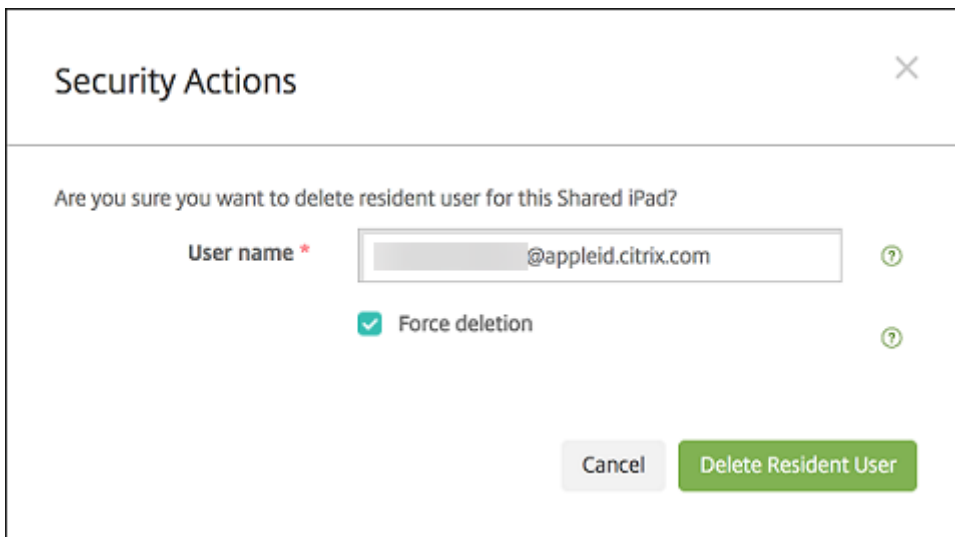 Security Actions
Are you sure you want to delete resident user for this Shared iPad?
User name *
@appleid.citrix.com
Force deletion
Cancel
Delete Resident User